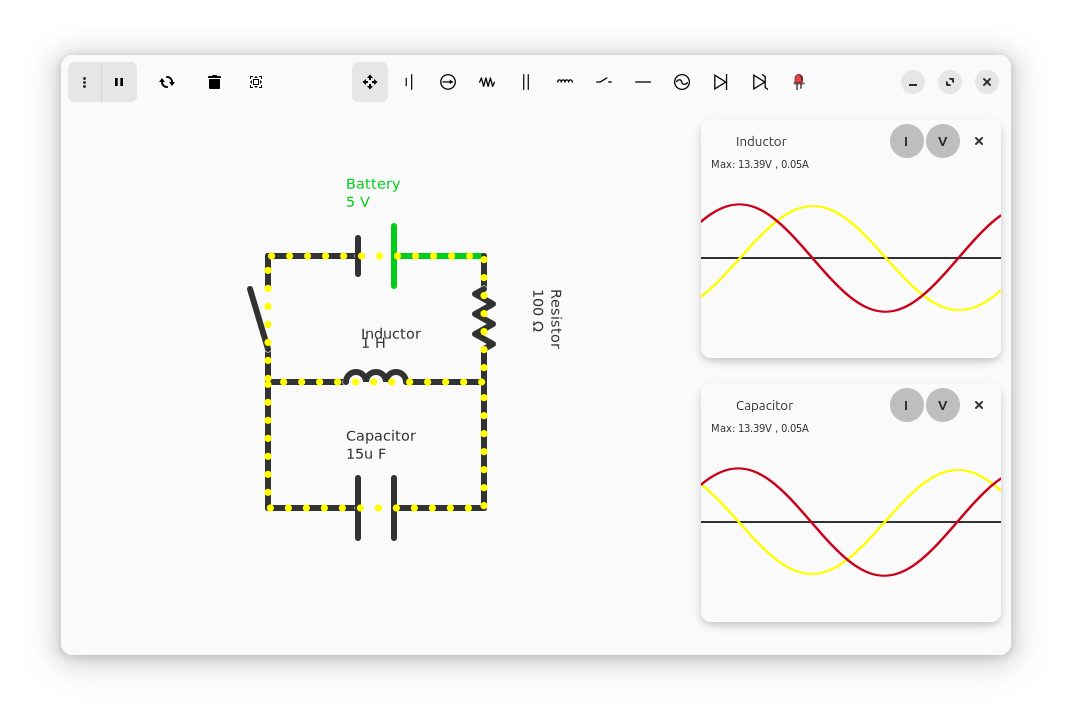 Battery
5 V
Resistor
100 Ω
Inductor
1 H
Capacitor
15u F
Inductor
I
V
Max: 13.39V , 0.05A
Capacitor
I
V
Max: 13.39V , 0.05A